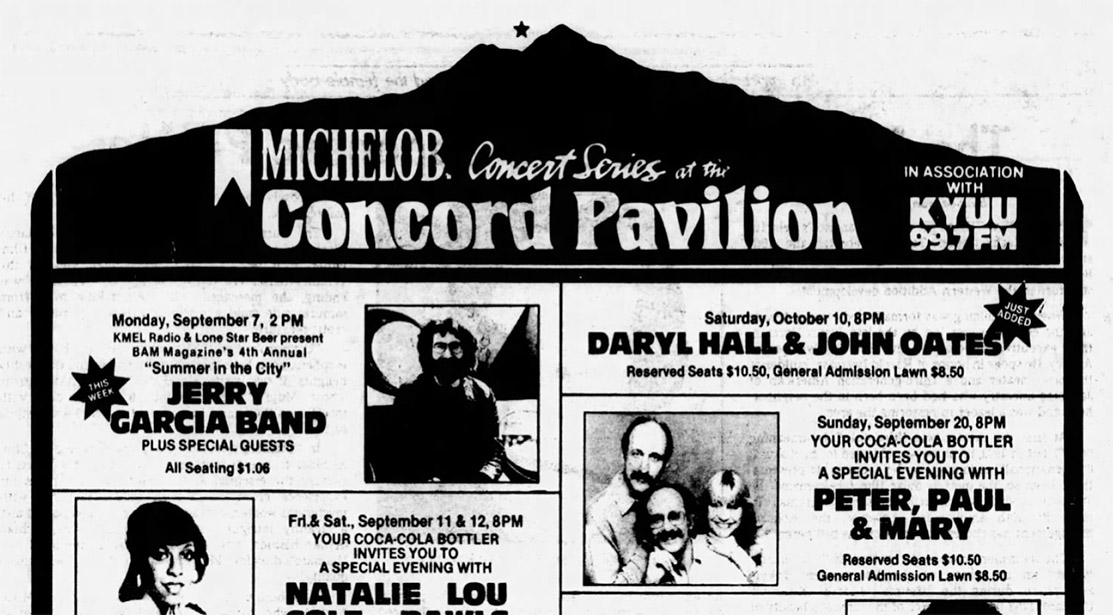 MICHELOB. Concert Series at the
Concord Pavilion
IN ASSOCIATION
WITH
KYUU
99.7 FM
Monday, September 7, 2 PM
KMEL Radio & Lone Star Beer present
BAM Magazine's 4th Annual
"Summer in the City"
THIS
WEEK
JERRY
GARCIA BAND
PLUS SPECIAL GUESTS
All Seating $1.06
Fri. & Sat., September 11 & 12, 8PM
YOUR COCA-COLA BOTTLER
INVITES YOU TO
A SPECIAL EVENING WITH
NATALIE LOU
COLE RAWLS
JUST
ADDED
Saturday, October 10, 8PM
DARYL HALL & JOHN OATES
Reserved Seats $10.50, General Admission Lawn $8.50
Sunday, September 20, 8PM
YOUR COCA-COLA BOTTLER
INVITES YOU TO
A SPECIAL EVENING WITH
PETER, PAUL
& MARY
Reserved Seats $10.50
General Admission Lawn $8.50